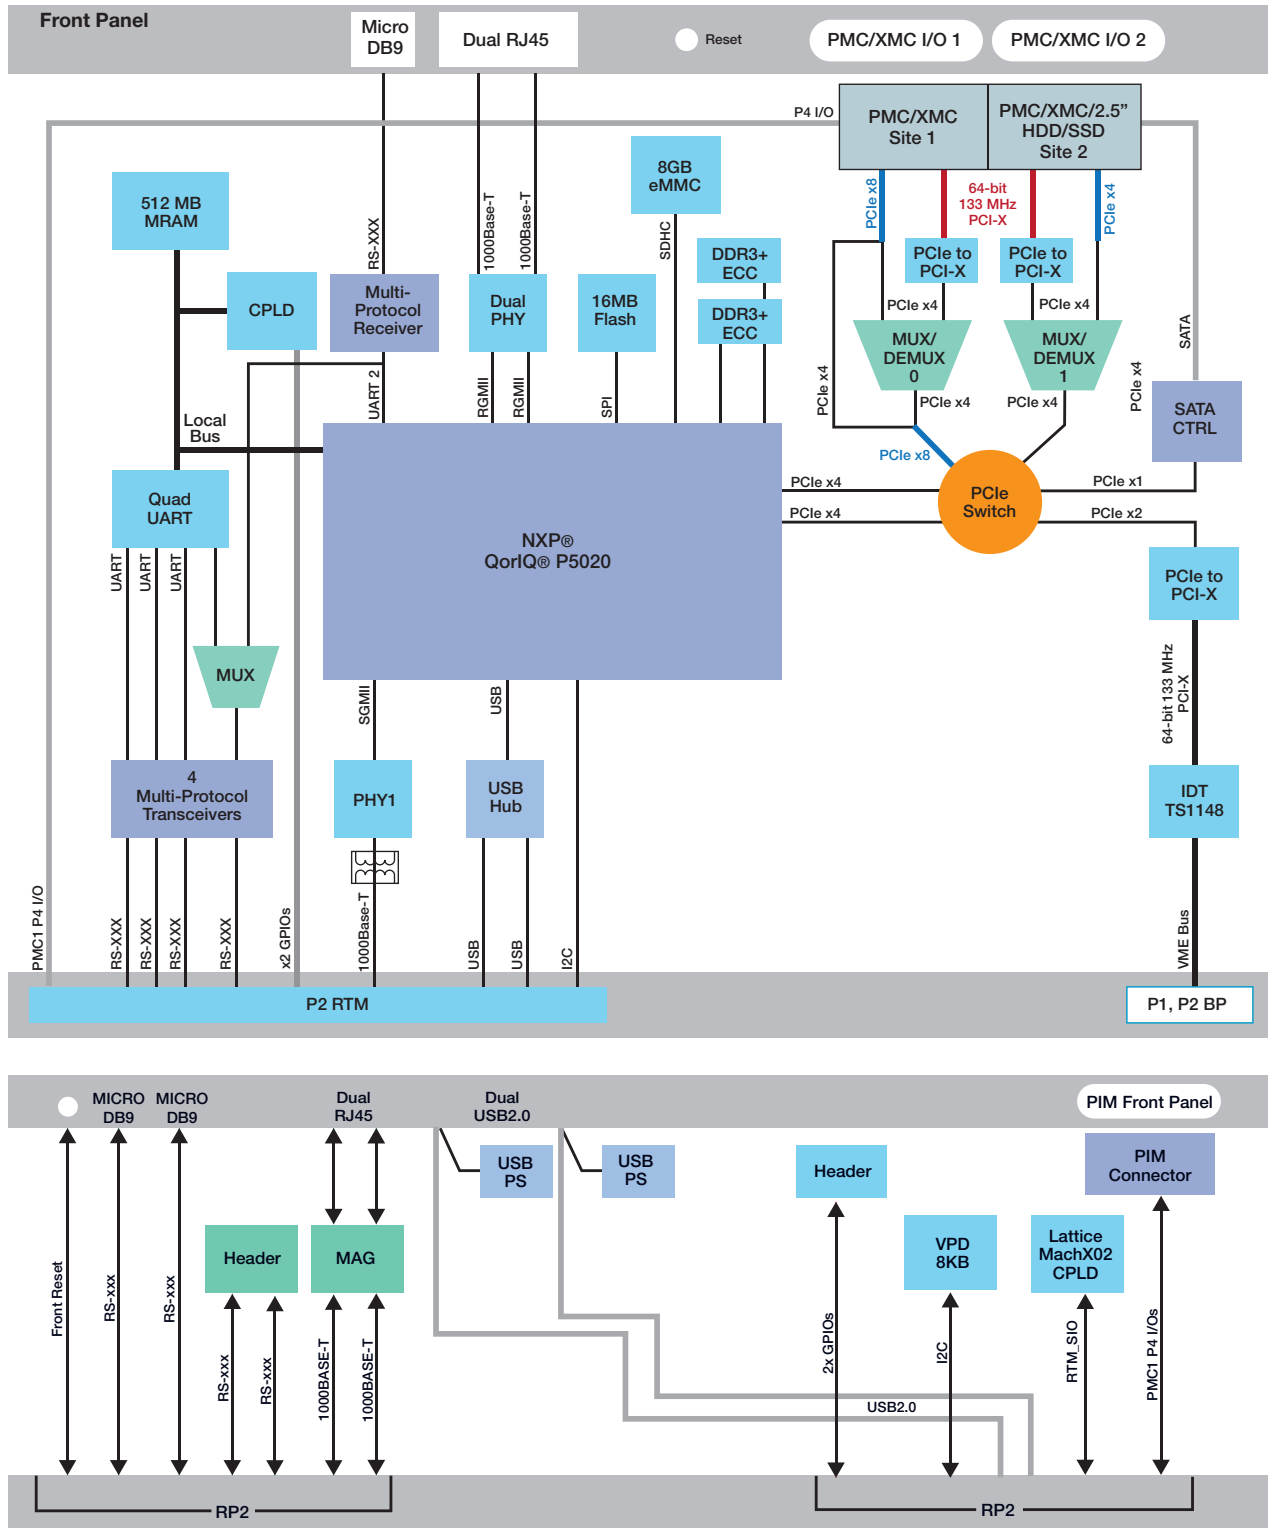 Front Panel
Micro
DB9
Dual RJ45
Reset
PMC/XMC I/O 1
PMC/XMC I/O 2
P4 I/O
PMC/XMC
Site 1
PMC/XMC/2.5”
HDD/SSD
Site 2
8GB
eMMC
512 MB
MRAM
RS-XXX
1000Base-T
1000Base-T
SDHC
PCIe x8
64-bit
133 MHz
PCI-X
PCIe x4
DDR3+
ECC
PCIe to
PCI-X
PCIe to
PCI-X
CPLD
Multi-
Protocol
Receiver
Dual
PHY
16MB
Flash
DDR3+
ECC
PCIe x4
PCIe x4
MUX/
DEMUX
0
MUX/
DEMUX
1
SATA
UART 2
RGMII
RGMII
SPI
PCIe x4
PCIe x4
PCIe x4
PCIe x4
SATA
CTRL
Local
Bus
PCIe x8
PCIe x4
PCIe x1
Quad
UART
PCIe
Switch
PCIe x4
PCIe x2
NXP®
QorIQ® P5020
UART
UART
UART
PCIe to
PCI-X
MUX
SGMII
USB
64-bit 133 MHz
PCI-X
4
Multi-Protocol
Transceivers
PHY1
USB
Hub
IDT
TS1148
PMC1 P4 I/O
RS-XXX
RS-XXX
RS-XXX
RS-XXX
x2 GPIOs
1000Base-T
USB
USB
I2C
VME Bus
P2 RTM
P1, P2 BP
MICRO
DB9
MICRO
DB9
Dual
RJ45
Dual
USB2.0
PIM Front Panel
USB
PS
USB
PS
Header
PIM
Connector
Header
MAG
VPD
8KB
Lattice
MachX02
CPLD
Front Reset
RS-xxx
RS-xxx
RS-xxx
RS-xxx
1000BASE-T
1000BASE-T
2x GPIOs
I2C
RTM_SIO
PMC1 P4 I/Os
USB2.0
RP2
RP2